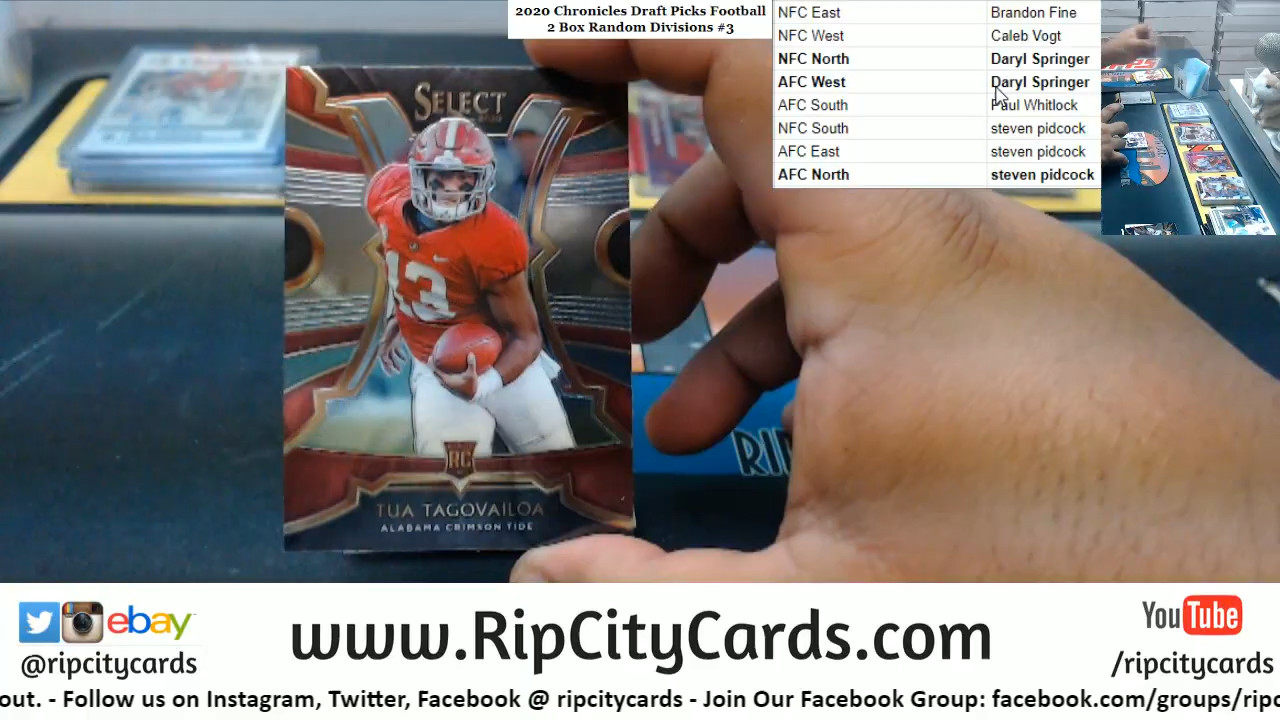 2020 Chronicles Draft Picks Football
2 Box Random Divisions #3
NFC East Brandon Fine
NFC West Caleb Vogt
NFC North Daryl Springer
AFC West Daryl Springer
AFC South Paul Whitlock
NFC South steven pidcock
AFC East steven pidcock
AFC North steven pidcock
SELECT
13
RC
TUA TAGOVAILOA
ALABAMA CRIMSON TIDE
ebay
@ripcitycards
www.RipCityCards.com
YouTube
/ripcitycards
out. - Follow us on Instagram, Twitter, Facebook @ ripcitycards - Join Our Facebook Group: facebook.com/groups/ripc